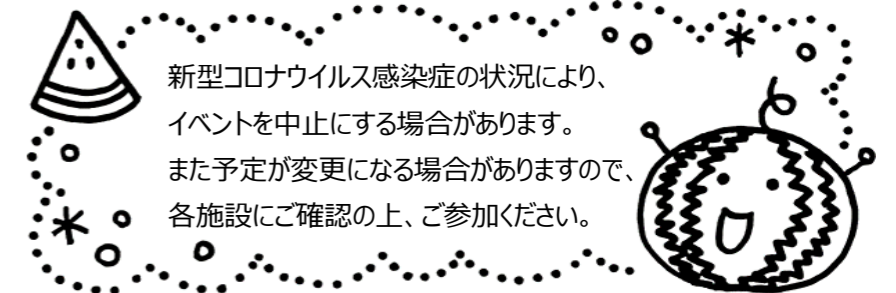 新型コロナウイルス感染症の状況により、
イベントを中止にする場合があります。
また予定が変更になる場合がありますので、
各施設にご確認の上、ご参加ください。